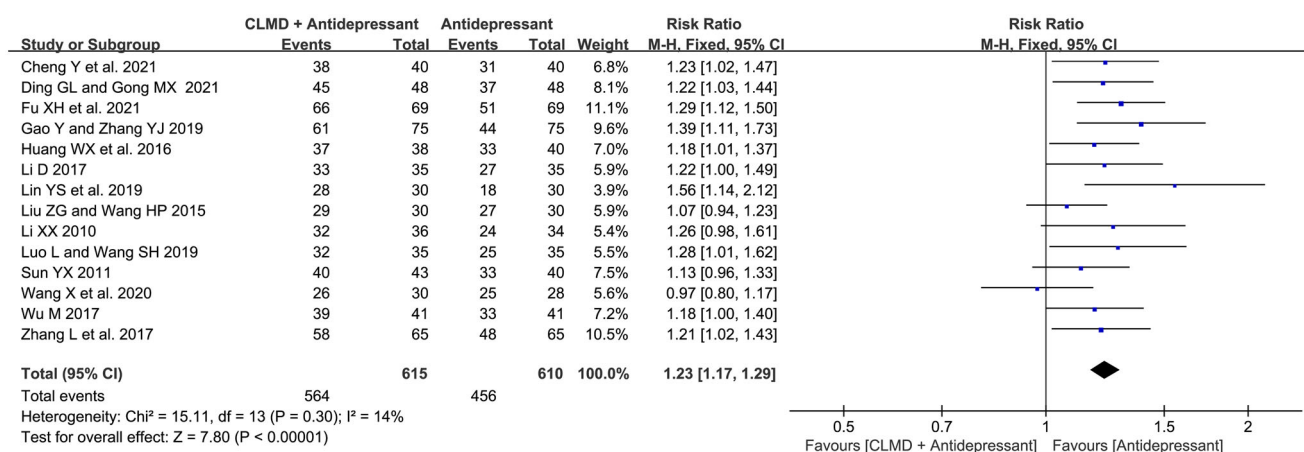 CLMD + Antidepressant Antidepressant Risk Ratio Risk Ratio
Study or Subgroup Events Total Events Total Weight M-H, Fixed, 95% CI M-H, Fixed, 95% CI
Cheng Y et al. 2021 38 40 31 40 6.8% 1.23 [1.02, 1.47]
Ding GL and Gong MX 2021 45 48 37 48 8.1% 1.22 [1.03, 1.44]
Fu XH et al. 2021 66 69 51 69 11.1% 1.29 [1.12, 1.50]
Gao Y and Zhang YJ 2019 61 75 44 75 9.6% 1.39 [1.11, 1.73]
Huang WX et al. 2016 37 38 33 40 7.0% 1.18 [1.01, 1.37]
Li D 2017 33 35 27 35 5.9% 1.22 [1.00, 1.49]
Lin YS et al. 2019 28 30 18 30 3.9% 1.56 [1.14, 2.12]
Liu ZG and Wang HP 2015 29 30 27 30 5.9% 1.07 [0.94, 1.23]
Li XX 2010 32 36 24 34 5.4% 1.26 [0.98, 1.61]
Luo L and Wang SH 2019 32 35 25 35 5.5% 1.28 [1.01, 1.62]
Sun YX 2011 40 43 33 40 7.5% 1.13 [0.96, 1.33]
Wang X et al. 2020 26 30 25 28 5.6% 0.97 [0.80, 1.17]
Wu M 2017 39 41 33 41 7.2% 1.18 [1.00, 1.40]
Zhang L et al. 2017 58 65 48 65 10.5% 1.21 [1.02, 1.43]
Total (95% CI) 615 610 100.0% 1.23 [1.17, 1.29]
Total events 564 456
Heterogeneity: Chi² = 15.11, df = 13 (P = 0.30); I² = 14%
Test for overall effect: Z = 7.80 (P < 0.00001)
0.5 0.7 1 1.5 2
Favours [CLMD + Antidepressant] Favours [Antidepressant]